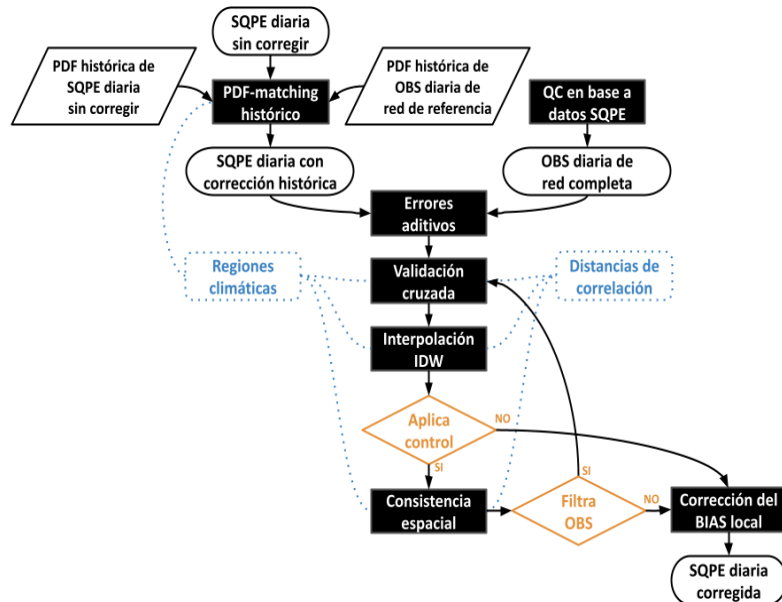 SQPE diaria
sin corregir
PDF histórica de
SQPE diaria
sin corregir
PDF-matching
histórico
PDF histórica de
OBS diaria de
red de referencia
QC en base a
datos SQPE
SQPE diaria con
corrección histórica
OBS diaria de
red completa
Errores
aditivos
Regiones
climáticas
Validación
cruzada
Distancias de
correlación
Interpolación
IDW
Aplica
control
NO
SI
Consistencia
espacial
SI
Filtra
OBS
NO
Corrección del
BIAS local
SQPE diaria
corregida